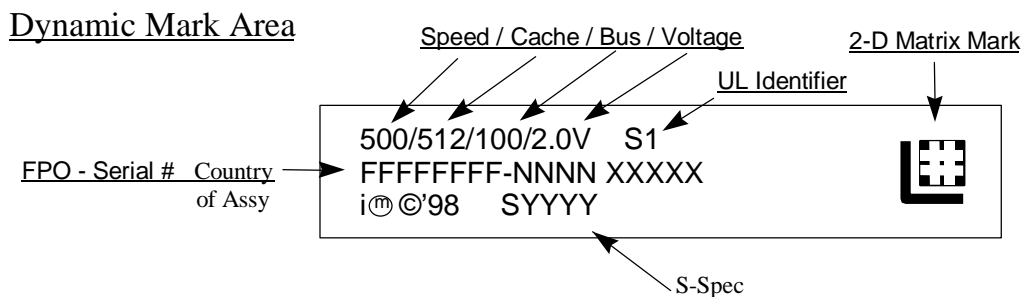 Dynamic Mark Area
Speed / Cache / Bus / Voltage
2-D Matrix Mark
UL Identifier
500/512/100/2.0V S1
FPO - Serial # Country of Assy
FFFFFFFF-NNNN XXXXX
i ⓜ ©’98 SYYYY
S-Spec